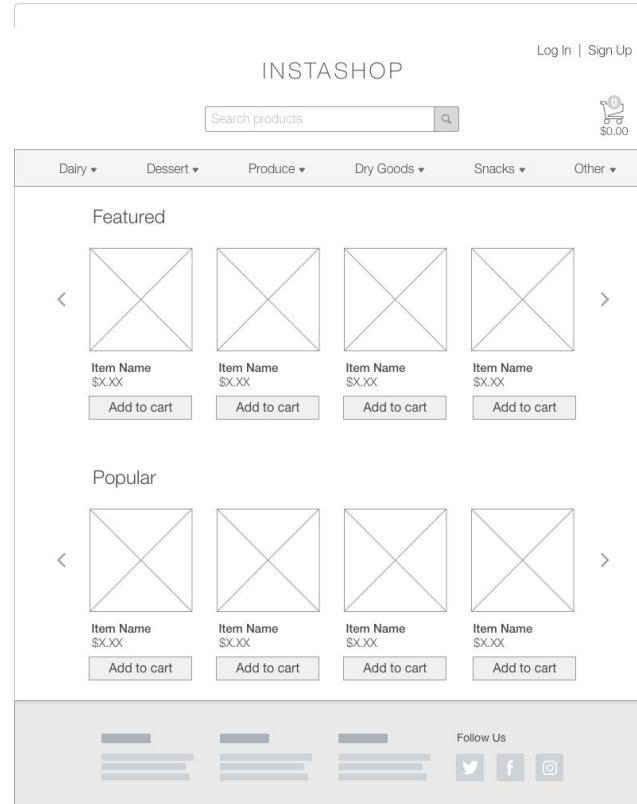 Log In | Sign Up
INSTASHOP
Search products
0
$0.00
Dairy ▾ Dessert ▾ Produce ▾ Dry Goods ▾ Snacks ▾ Other ▾
Featured
Item Name Item Name Item Name Item Name
$X.XX $X.XX $X.XX $X.XX
Add to cart Add to cart Add to cart Add to cart
Popular
Item Name Item Name Item Name Item Name
$X.XX $X.XX $X.XX $X.XX
Add to cart Add to cart Add to cart Add to cart
Follow Us